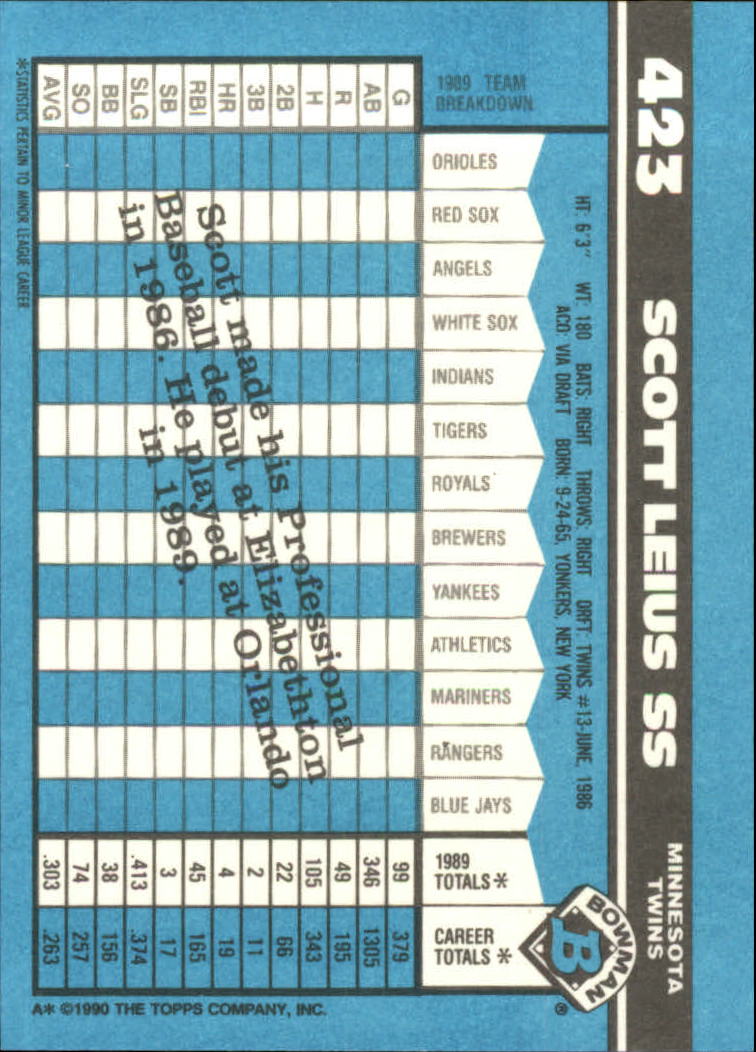 423 SCOTT LEIUS SS MINNESOTA TWINS
HT: 6'3" WT: 180 BATS: RIGHT THROWS: RIGHT DRFT: TWINS #13-JUNE, 1986
ACQ: VIA DRAFT BORN: 9-24-65, YONKERS, NEW YORK
BOWMAN
B
®
1989 TEAM BREAKDOWN
ORIOLES
RED SOX
ANGELS
WHITE SOX
INDIANS
TIGERS
ROYALS
BREWERS
YANKEES
ATHLETICS
MARINERS
RANGERS
BLUE JAYS
1989 TOTALS*
CAREER TOTALS*
G 99 379
AB 346 1305
R 49 195
H 105 343
2B 22 66
3B 2 11
HR 4 19
RBI 45 165
SB 3 17
SLG .413 .374
BB 38 156
SO 74 257
AVG .303 .263
Scott made his Professional
Baseball debut at Elizabethton
in 1986. He played at Orlando
in 1989.
*STATISTICS PERTAIN TO MINOR LEAGUE CAREER
A* ©1990 THE TOPPS COMPANY, INC.